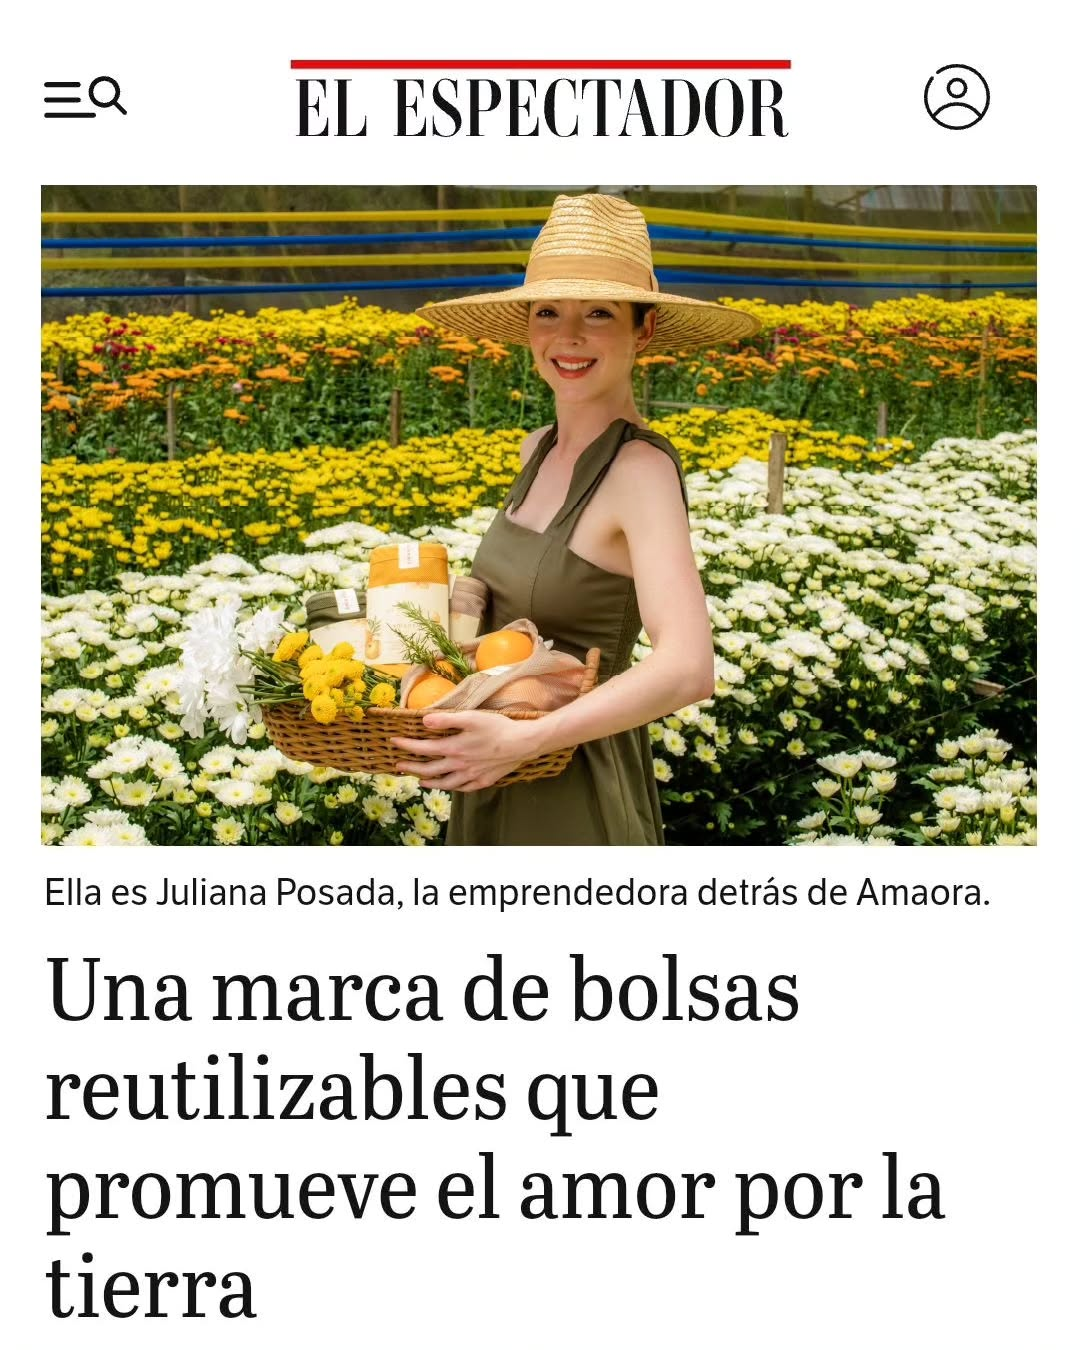 EL ESPECTADOR
Ella es Juliana Posada, la emprendedora detrás de Amaora.
Una marca de bolsas
reutilizables que
promueve el amor por la
tierra